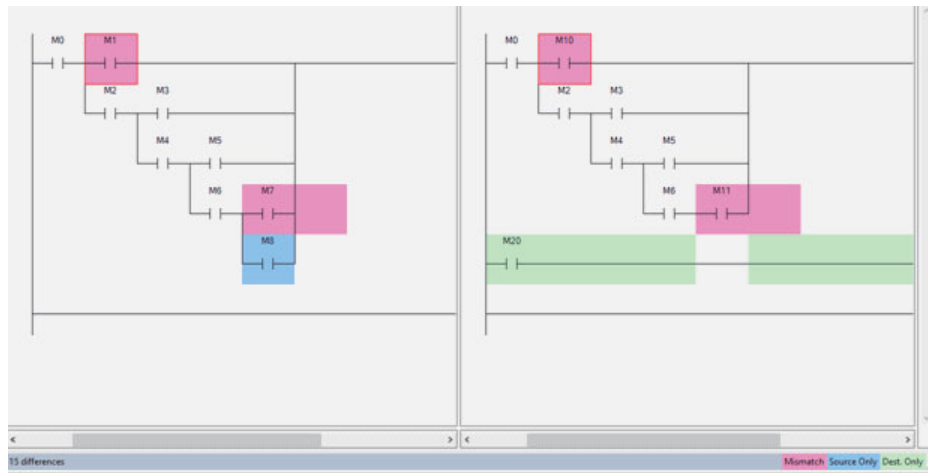 M0 M1
M2 M3
M4 M5
M6 M7
M8
M0 M10
M2 M3
M4 M5
M6 M11
M20
15 differences
Mismatch Source Only Dest. Only